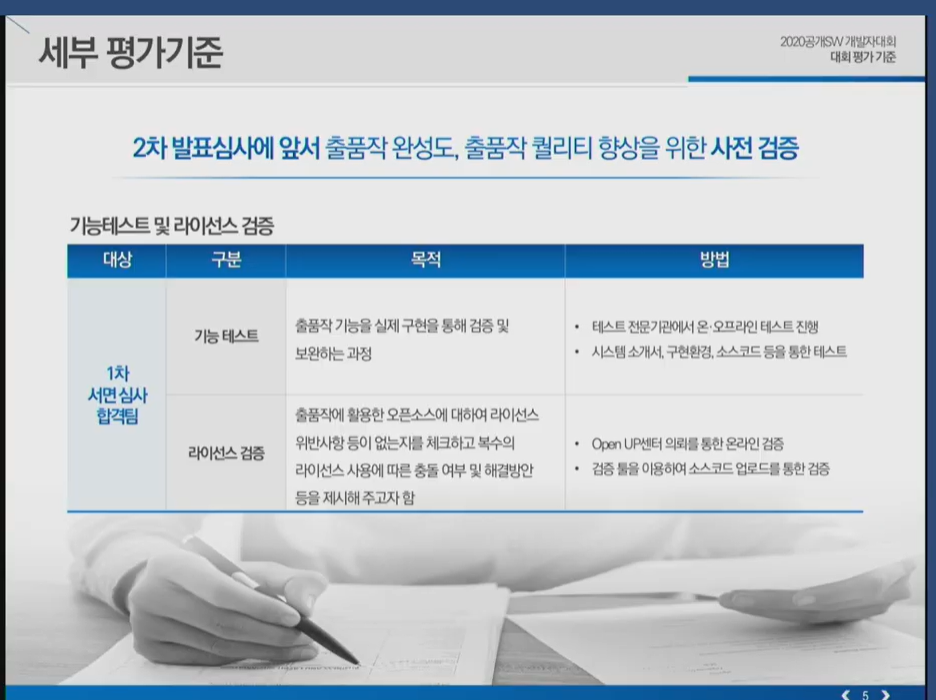 세부 평가기준
2020공개SW 개발자대회
대회 평가 기준
2차 발표심사에 앞서 출품작 완성도, 출품작 퀄리티 향상을 위한 사전 검증
기능테스트 및 라이선스 검증
대상 구분 목적 방법
1차
서면 심사
합격팀
기능 테스트
출품작 기능을 실제 구현을 통해 검증 및
보완하는 과정
• 테스트 전문기관에서 온·오프라인 테스트 진행
• 시스템 소개서, 구현환경, 소스코드 등을 통한 테스트
라이선스 검증
출품작에 활용한 오픈소스에 대하여 라이선스
위반사항 등이 없는지를 체크하고 복수의
라이선스 사용에 따른 충돌 여부 및 해결방안
등을 제시해 주고자 함
• Open UP센터 의뢰를 통한 온라인 검증
• 검증 툴을 이용하여 소스코드 업로드를 통한 검증
5